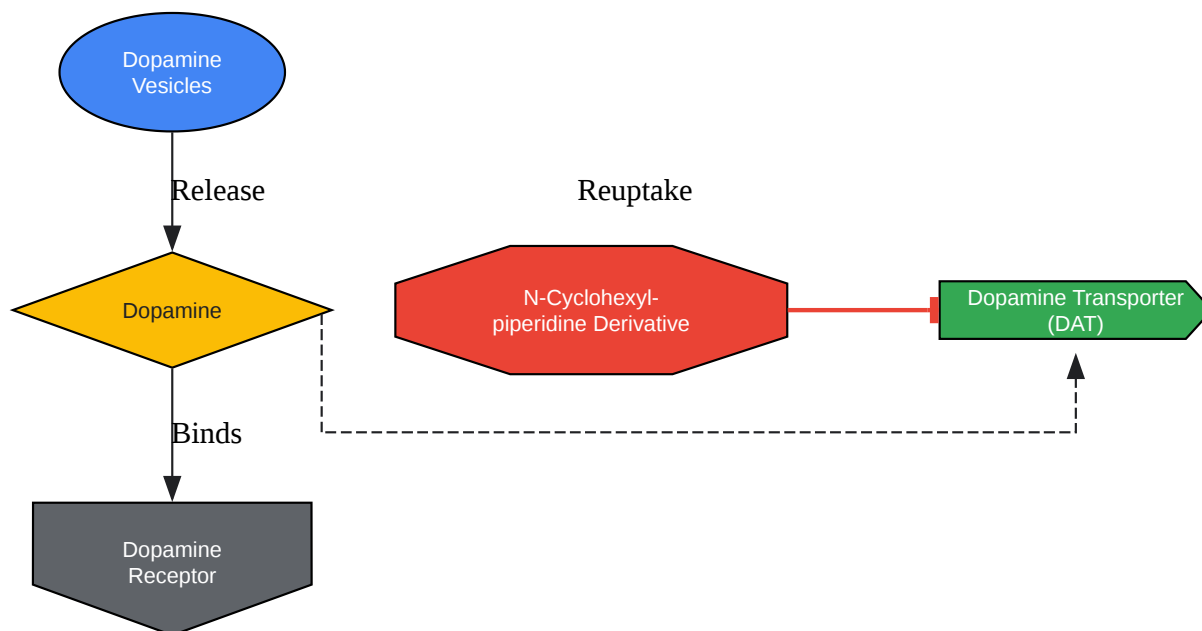 Dopamine
Vesicles
Release
Reuptake
Dopamine
N-Cyclohexyl-
piperidine Derivative
Dopamine Transporter
(DAT)
Binds
Dopamine
Receptor